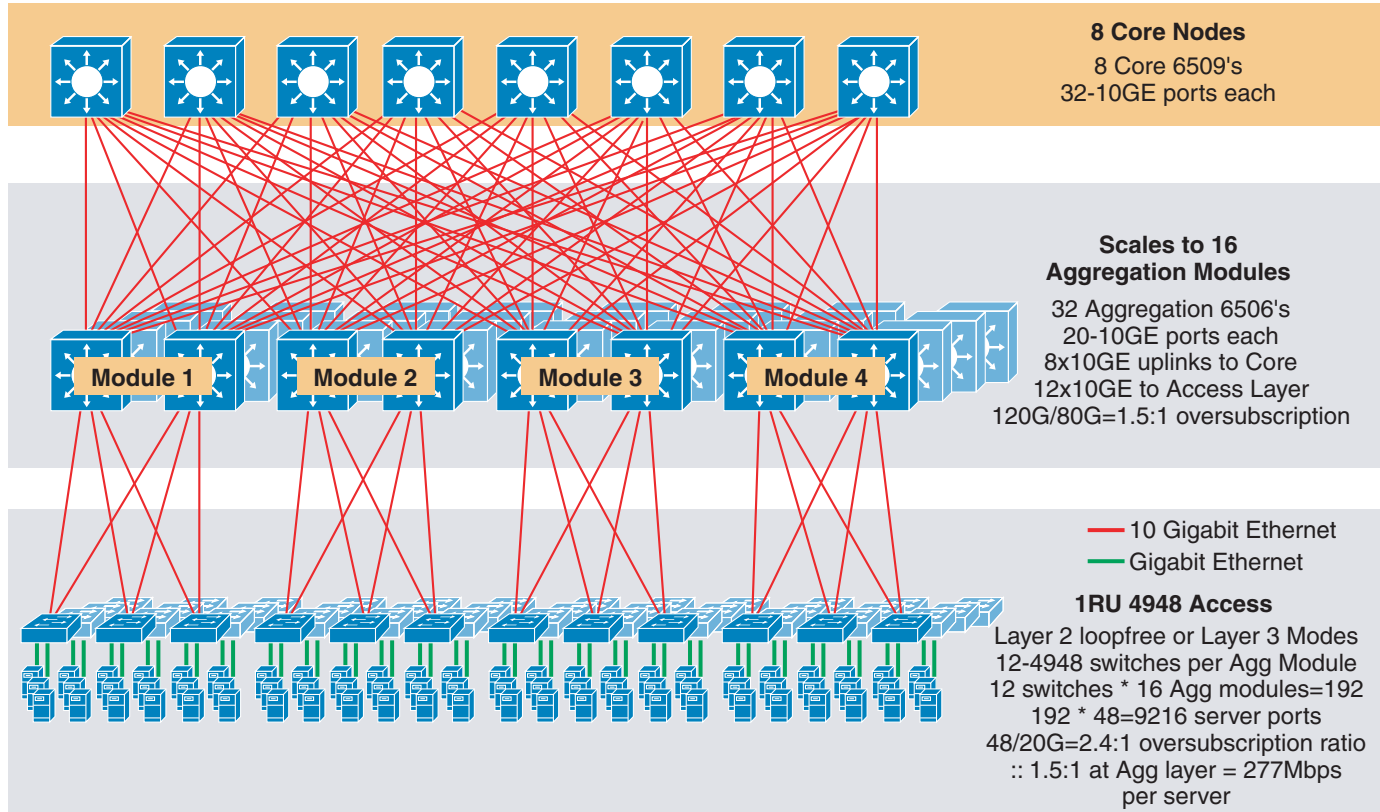 8 Core Nodes
8 Core 6509's
32-10GE ports each
Scales to 16
Aggregation Modules
32 Aggregation 6506's
20-10GE ports each
8x10GE uplinks to Core
12x10GE to Access Layer
120G/80G=1.5:1 oversubscription
Module 1
Module 2
Module 3
Module 4
10 Gigabit Ethernet
Gigabit Ethernet
1RU 4948 Access
Layer 2 loopfree or Layer 3 Modes
12-4948 switches per Agg Module
12 switches * 16 Agg modules=192
192 * 48=9216 server ports
48/20G=2.4:1 oversubscription ratio
:: 1.5:1 at Agg layer = 277Mbps
per server